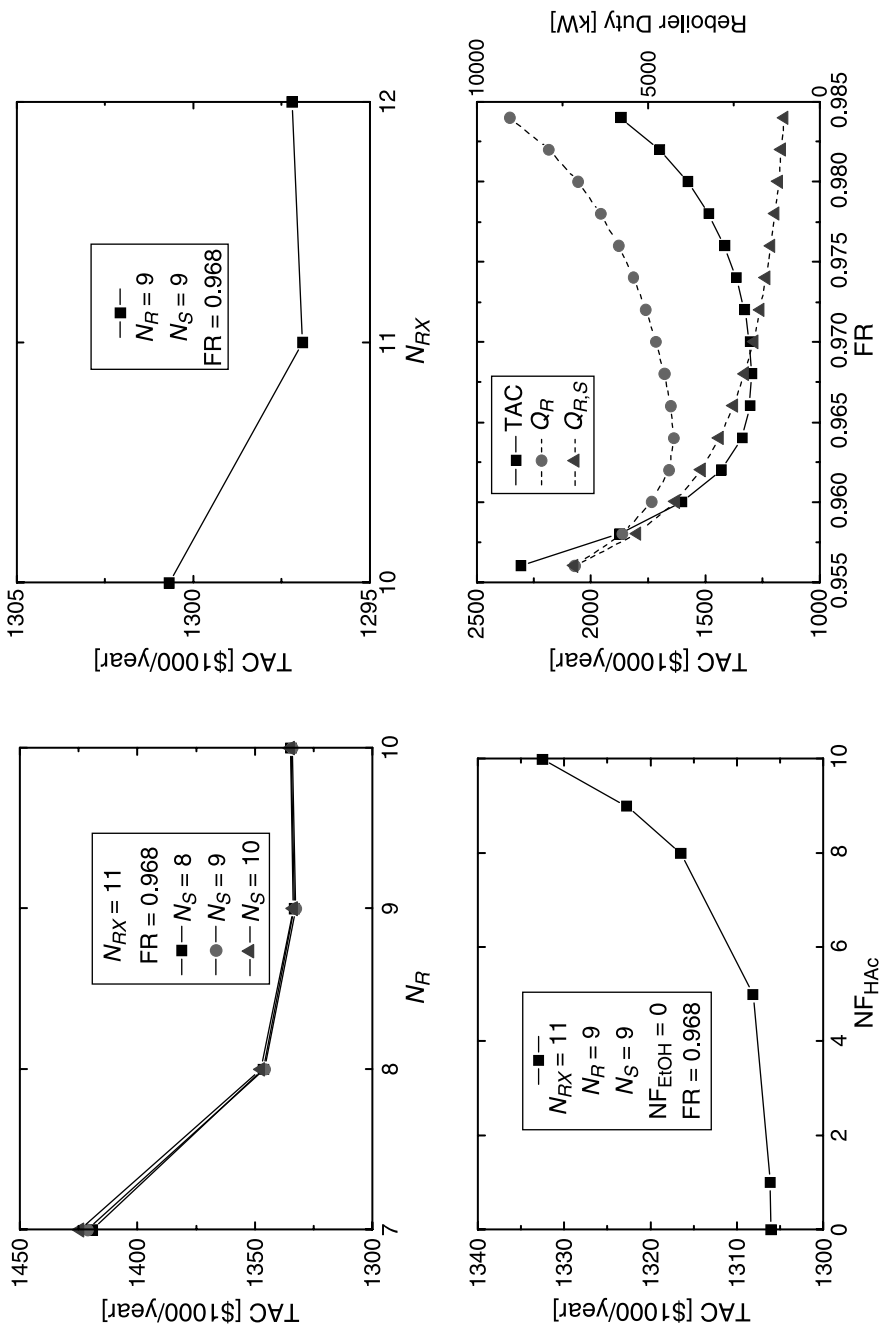 1450
1400
1350
1300
TAC [$1000/year]
7
8
9
10
N_R
N_RX = 11
FR = 0.968
N_S = 8
N_S = 9
N_S = 10
1305
1300
1295
TAC [$1000/year]
10
11
12
N_RX
N_R = 9
N_S = 9
FR = 0.968
1340
1330
1320
1310
1300
TAC [$1000/year]
0
2
4
6
8
10
NF_HAc
N_RX = 11
N_R = 9
N_S = 9
NF_EtOH = 0
FR = 0.968
2500
2000
1500
1000
TAC [$1000/year]
0.955
0.960
0.965
0.970
0.975
0.980
0.985
FR
10000
5000
0
Reboiler Duty [kW]
TAC
Q_R
Q_R,S